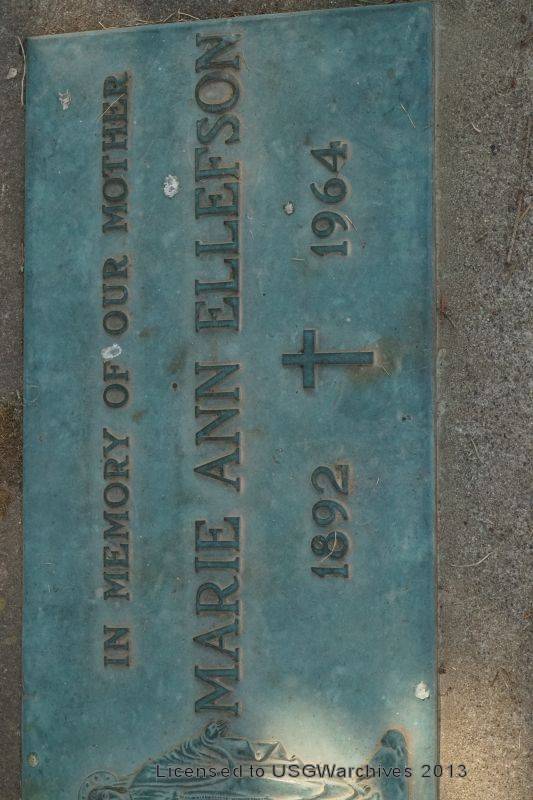 IN MEMORY OF OUR MOTHER
MARIE ANN ELLEFSON
1892 1964
Licensed to USGWarchives 2013